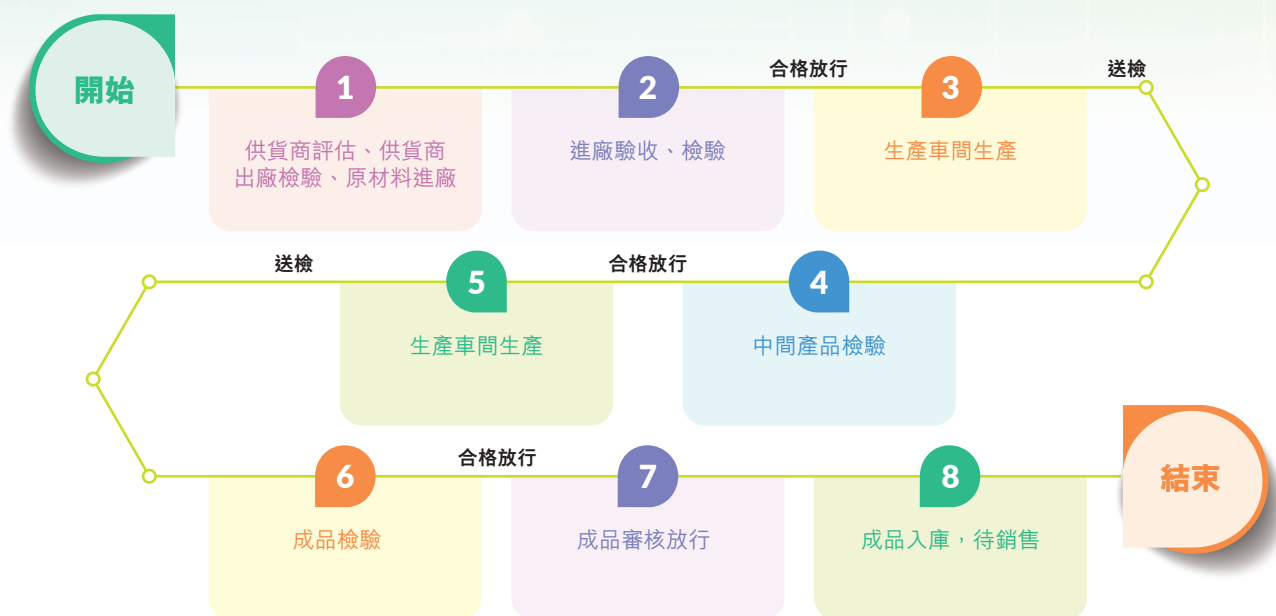 開始
1
供貨商評估、供貨商
出廠檢驗、原材料進廠
2
進廠驗收、檢驗
合格放行
3
生產車間生產
送檢
4
中間產品檢驗
合格放行
5
生產車間生產
送檢
6
成品檢驗
合格放行
7
成品審核放行
8
成品入庫，待銷售
結束